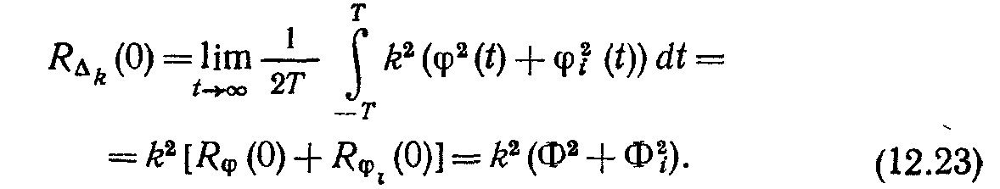 R_{Δ_k}(0) = lim_{t→∞} \frac{1}{2T} ∫_{−T}^{T} k² (φ²(t) + φ_i²(t)) dt =
= k² [R_φ(0) + R_{φ_i}(0)] = k² (Φ² + Φ_i²). (12.23)